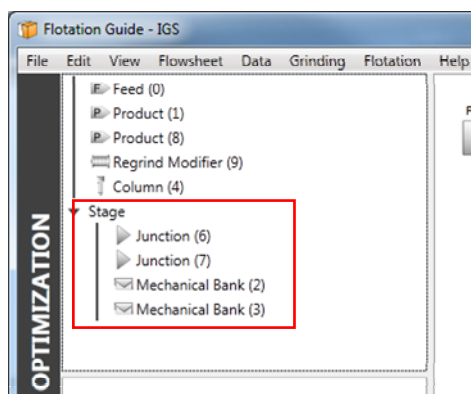 Flotation Guide - IGS
File Edit View Flowsheet Data Grinding Flotation Help
F Feed (0)
P Product (1)
P Product (8)
Regrind Modifier (9)
Column (4)
Stage
Junction (6)
Junction (7)
Mechanical Bank (2)
Mechanical Bank (3)
OPTIMIZATION